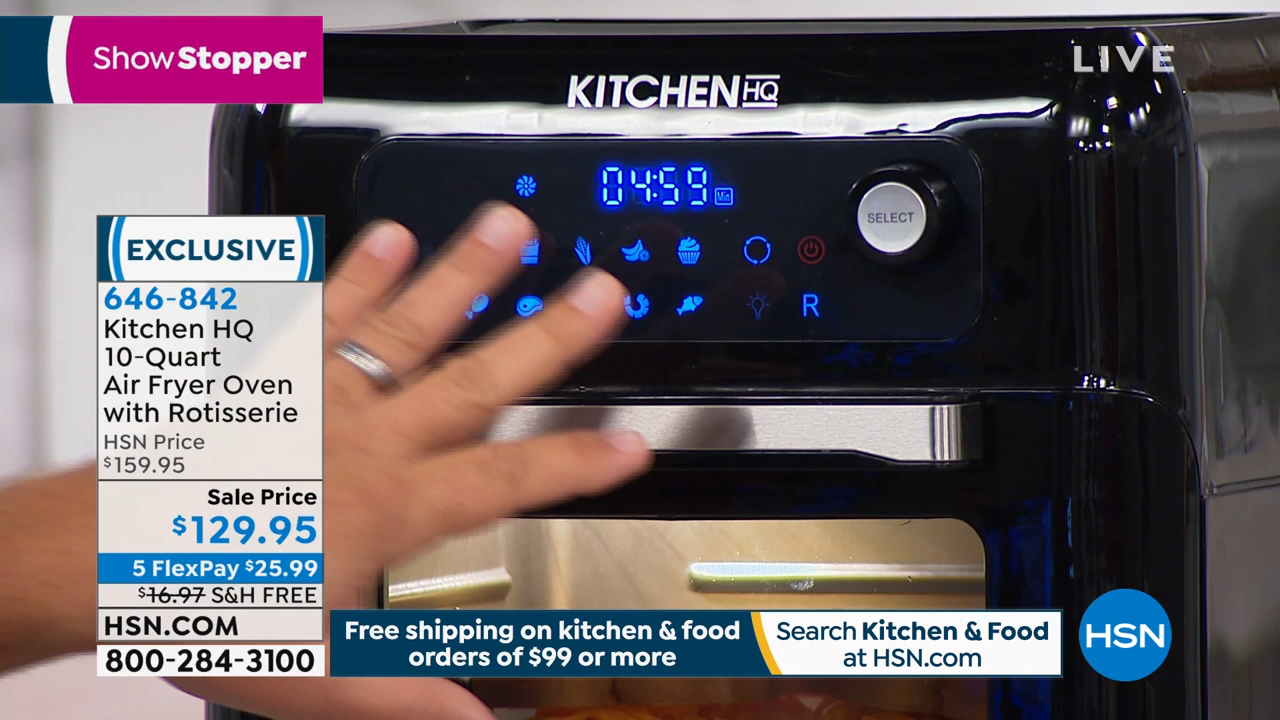 ShowStopper
LIVE
KITCHEN HQ
04:59 Min
SELECT
R
EXCLUSIVE
646-842
Kitchen HQ
10-Quart
Air Fryer Oven
with Rotisserie
HSN Price
$159.95
Sale Price
$129.95
5 FlexPay $25.99
$16.97 S&H FREE
HSN.COM
800-284-3100
Free shipping on kitchen & food
orders of $99 or more
Search Kitchen & Food
at HSN.com
HSN